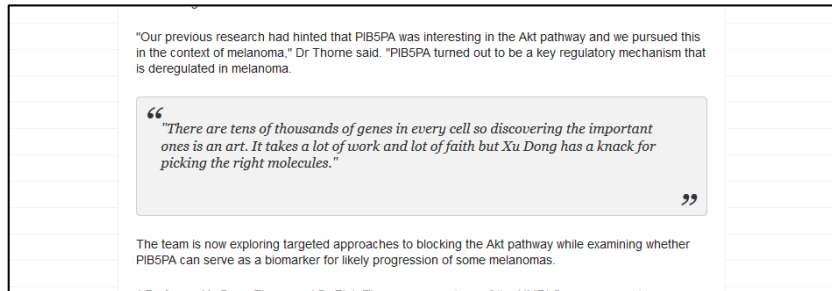 "Our previous research had hinted that PIB5PA was interesting in the Akt pathway and we pursued this
in the context of melanoma," Dr Thorne said. "PIB5PA turned out to be a key regulatory mechanism that
is deregulated in melanoma.
“
"There are tens of thousands of genes in every cell so discovering the important
ones is an art. It takes a lot of work and lot of faith but Xu Dong has a knack for
picking the right molecules."
”
The team is now exploring targeted approaches to blocking the Akt pathway while examining whether
PIB5PA can serve as a biomarker for likely progression of some melanomas.